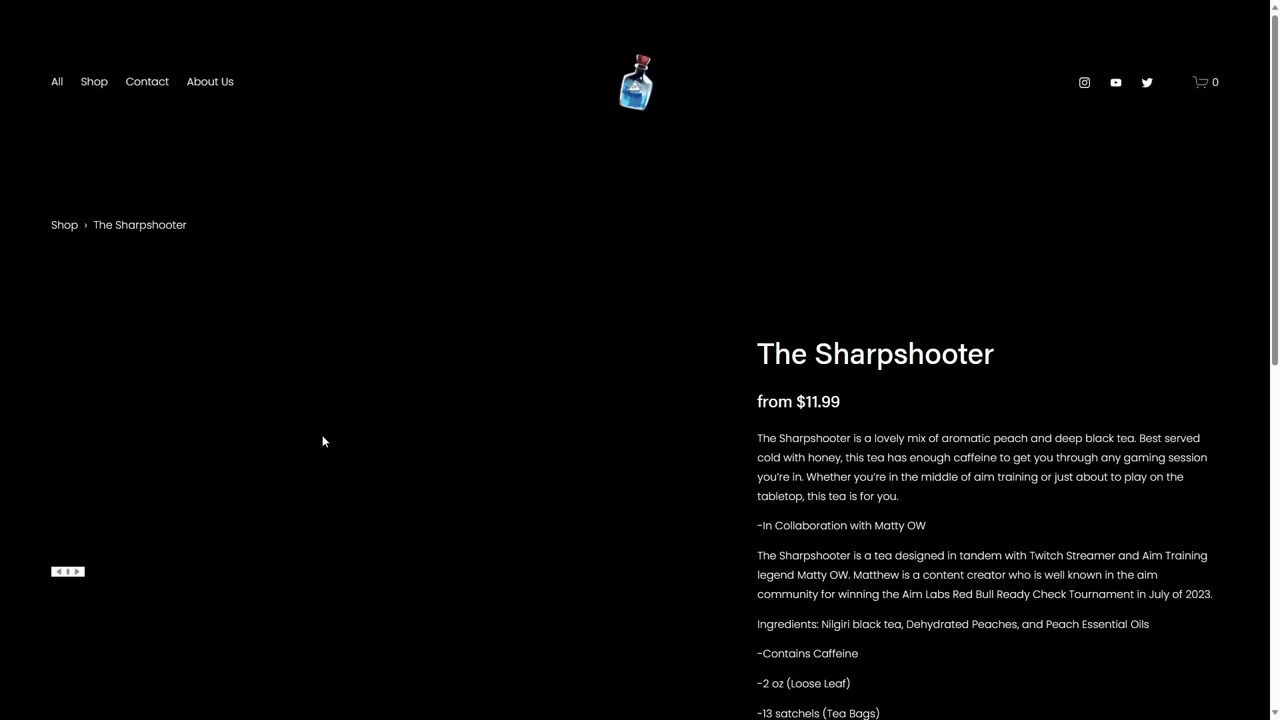 All Shop Contact About Us
0
Shop › The Sharpshooter
The Sharpshooter
from $11.99
The Sharpshooter is a lovely mix of aromatic peach and deep black tea. Best served
cold with honey, this tea has enough caffeine to get you through any gaming session
you're in. Whether you're in the middle of aim training or just about to play on the
tabletop, this tea is for you.
-In Collaboration with Matty OW
The Sharpshooter is a tea designed in tandem with Twitch Streamer and Aim Training
legend Matty OW. Matthew is a content creator who is well known in the aim
community for winning the Aim Labs Red Bull Ready Check Tournament in July of 2023.
Ingredients: Nilgiri black tea, Dehydrated Peaches, and Peach Essential Oils
-Contains Caffeine
-2 oz (Loose Leaf)
-13 satchels (Tea Bags)